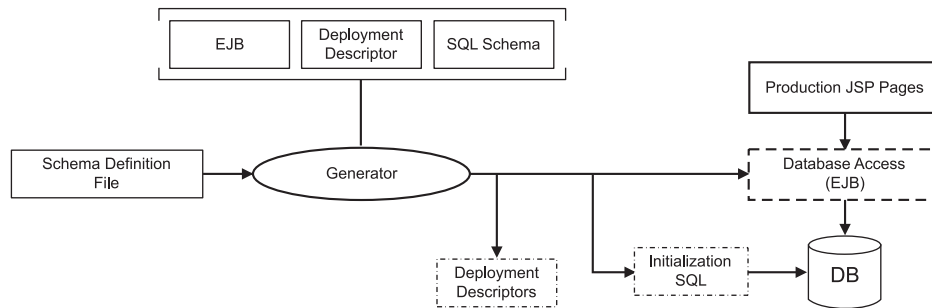 EJB
Deployment
Descriptor
SQL Schema
Production JSP Pages
Schema Definition
File
Generator
Database Access
(EJB)
Deployment
Descriptors
Initialization
SQL
DB